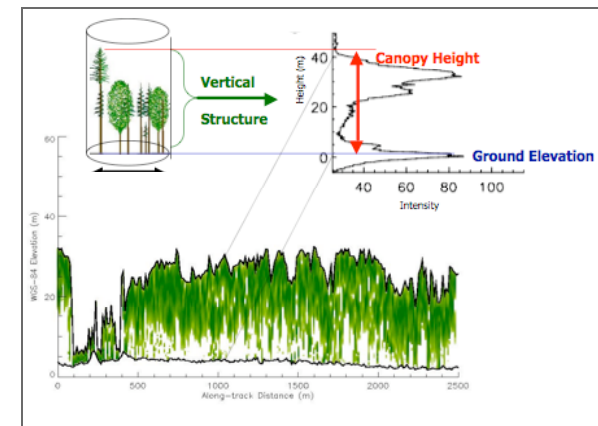 Vertical
Structure
Height (m)
40
20
0
Canopy Height
Ground Elevation
40 60 80 100
Intensity
WGS-84 Elevation (m)
60
40
20
0
0 500 1000 1500 2000 2500
Along-track Distance (m)